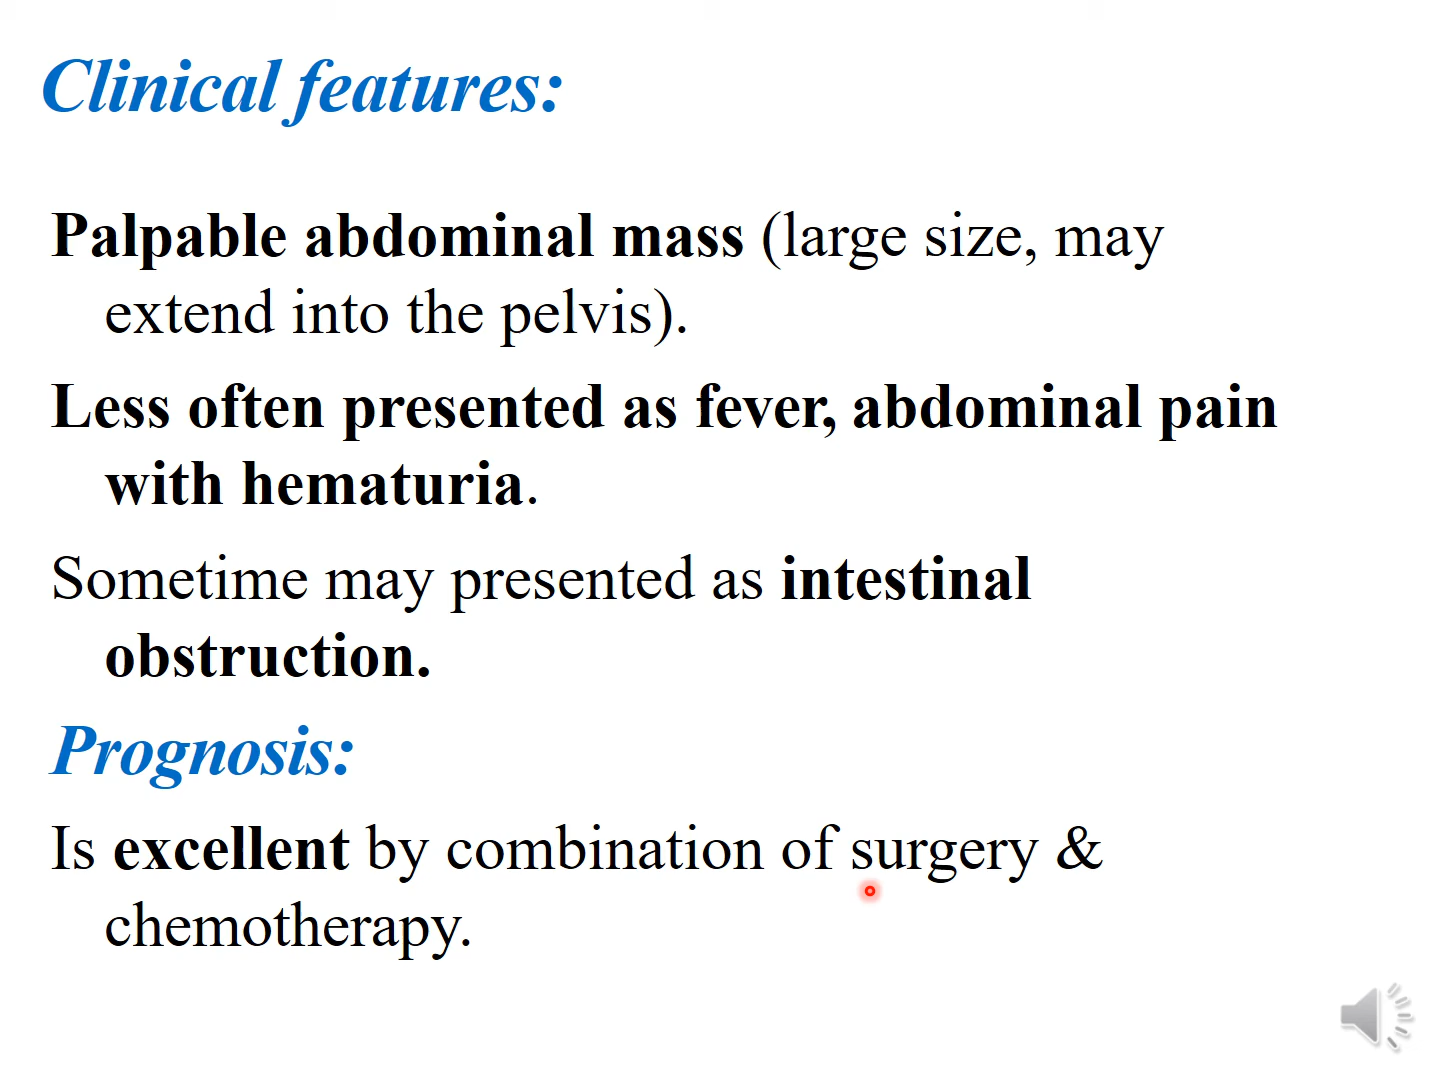 Clinical features:
Palpable abdominal mass (large size, may
extend into the pelvis).
Less often presented as fever, abdominal pain
with hematuria.
Sometime may presented as intestinal
obstruction.
Prognosis:
Is excellent by combination of surgery &
chemotherapy.